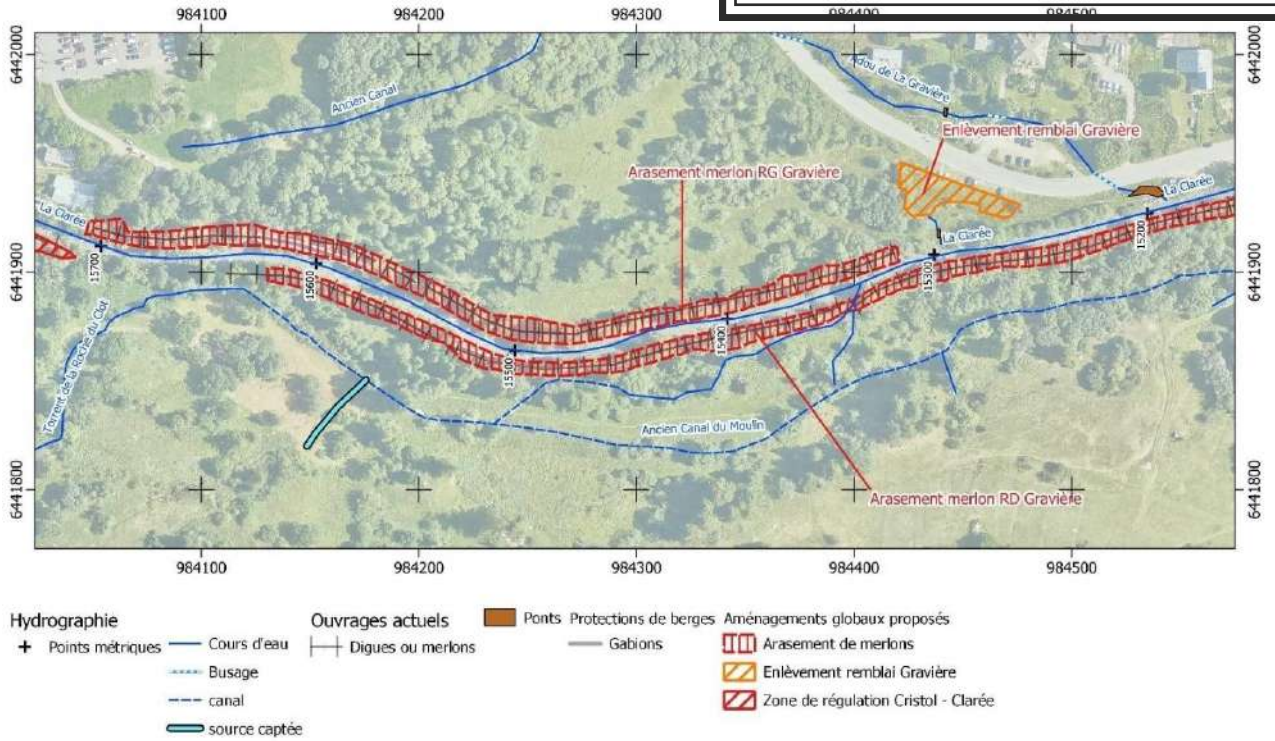 984100 984200 984300 984400 984500
6442000 6442000
Adou de La Gravière
Ancien Canal
Enlèvement remblai Gravière
Arasement merlon RG Gravière
La Clarée
15200
La Clarée
La Clarée
6441900 6441900
15700
15600
15300
15400
15500
Torrent de la Roche du Clot
Ancien Canal du Moulin
Arasement merlon RD Gravière
6441800 6441800
984100 984200 984300 984400 984500
Hydrographie Ouvrages actuels Ponts Protections de berges Aménagements globaux proposés
Points métriques Cours d'eau Digues ou merlons Gabions Arasement de merlons
Busage Enlèvement remblai Gravière
canal Zone de régulation Cristol - Clarée
source captée